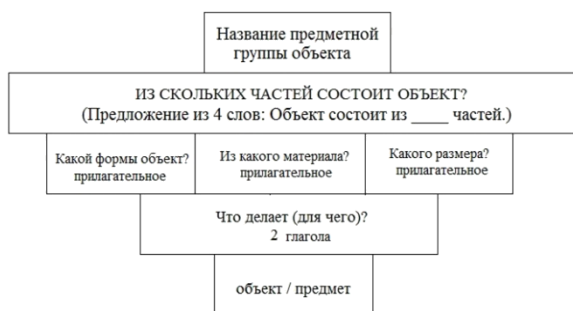 Название предметной
группы объекта
ИЗ СКОЛЬКИХ ЧАСТЕЙ СОСТОИТ ОБЪЕКТ?
(Предложение из 4 слов: Объект состоит из ____ частей.)
Какой формы объект?
прилагательное
Из какого материала?
прилагательное
Какого размера?
прилагательное
Что делает (для чего)?
2 глагола
объект / предмет